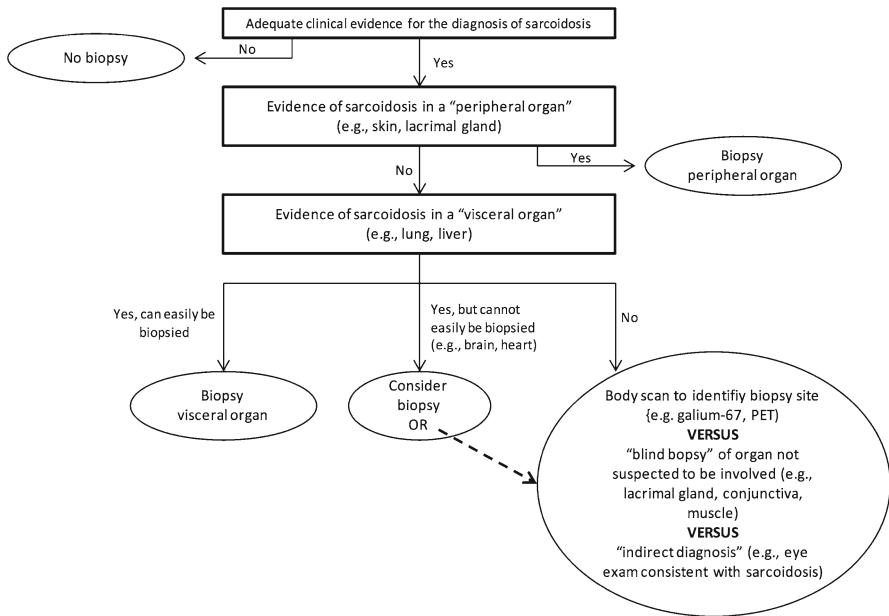 Adequate clinical evidence for the diagnosis of sarcoidosis
No
No biopsy
Yes
Evidence of sarcoidosis in a “peripheral organ”
(e.g., skin, lacrimal gland)
Yes
Biopsy
peripheral organ
No
Evidence of sarcoidosis in a “visceral organ”
(e.g., lung, liver)
Yes, can easily be
biopsied
Yes, but cannot
easily be biopsied
(e.g., brain, heart)
No
Biopsy
visceral organ
Consider
biopsy
OR
Body scan to identifiy biopsy site
{e.g. galium-67, PET)
VERSUS
“blind bopsy” of organ not
suspected to be involved (e.g.,
lacrimal gland, conjunctiva,
muscle)
VERSUS
“indirect diagnosis” (e.g., eye
exam consistent with sarcoidosis)